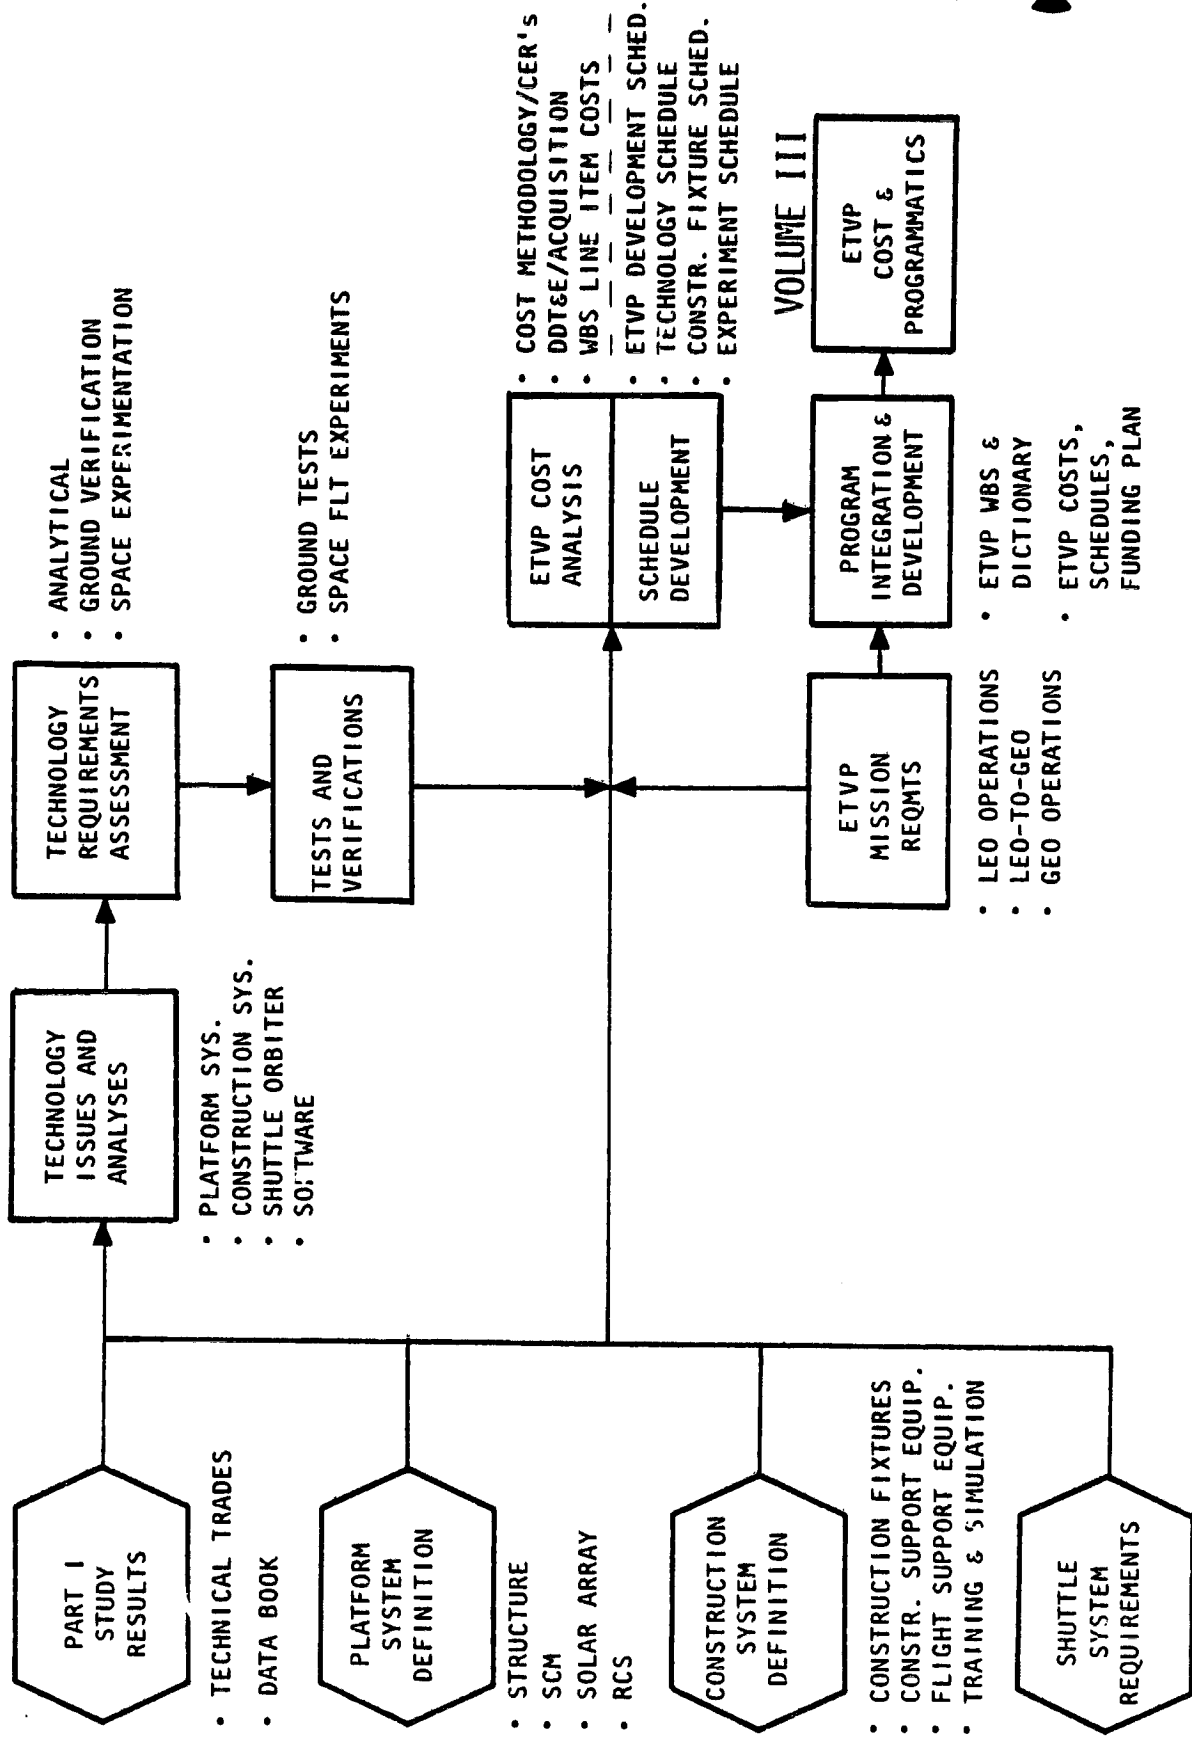 PART I
STUDY
RESULTS
• TECHNICAL TRADES
• DATA BOOK
PLATFORM
SYSTEM
DEFINITION
• STRUCTURE
• SCM
• SOLAR ARRAY
• RCS
CONSTRUCTION
SYSTEM
DEFINITION
• CONSTRUCTION FIXTURES
• CONSTR. SUPPORT EQUIP.
• FLIGHT SUPPORT EQUIP.
• TRAINING & SIMULATION
SHUTTLE
SYSTEM
REQUIREMENTS
TECHNOLOGY
ISSUES AND
ANALYSES
• PLATFORM SYS.
• CONSTRUCTION SYS.
• SHUTTLE ORBITER
• SOFTWARE
TECHNOLOGY
REQUIREMENTS
ASSESSMENT
• ANALYTICAL
• GROUND VERIFICATION
• SPACE EXPERIMENTATION
TESTS AND
VERIFICATIONS
• GROUND TESTS
• SPACE FLT EXPERIMENTS
ETVP COST
ANALYSIS
• COST METHODOLOGY/CER's
• DDT&E/ACQUISITION
• WBS LINE ITEM COSTS
SCHEDULE
DEVELOPMENT
• ETVP DEVELOPMENT SCHED.
• TECHNOLOGY SCHEDULE
• CONSTR. FIXTURE SCHED.
• EXPERIMENT SCHEDULE
ETVP
MISSION
REQMTS
• LEO OPERATIONS
• LEO-TO-GEO
• GEO OPERATIONS
PROGRAM
INTEGRATION &
DEVELOPMENT
• ETVP WBS &
DICTIONARY
• ETVP COSTS,
SCHEDULES,
FUNDING PLAN
VOLUME III
ETVP
COST &
PROGRAMMATICS